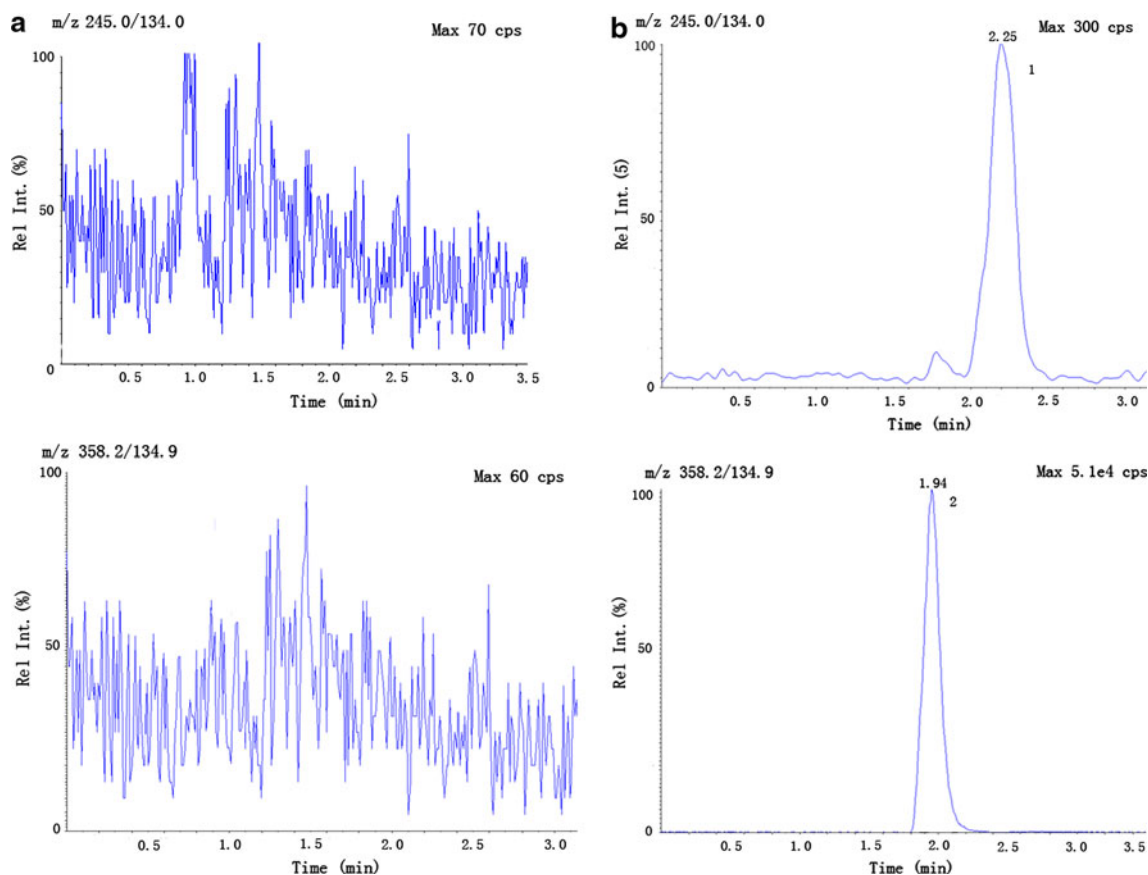 a
m/z 245.0/134.0
Max 70 cps
100
50
0
Rel Int.(%)
0.5 1.0 1.5 2.0 2.5 3.0 3.5
Time (min)
b
m/z 245.0/134.0
Max 300 cps
2.25
1
100
50
0
Rel Int.(5)
0.5 1.0 1.5 2.0 2.5 3.0
Time (min)
m/z 358.2/134.9
Max 60 cps
100
50
0
Rel Int.(%)
0.5 1.0 1.5 2.0 2.5 3.0
Time (min)
m/z 358.2/134.9
Max 5.1e4 cps
1.94
2
100
50
0
Rel Int.(%)
0.5 1.0 1.5 2.0 2.5 3.0 3.5
Time (min)